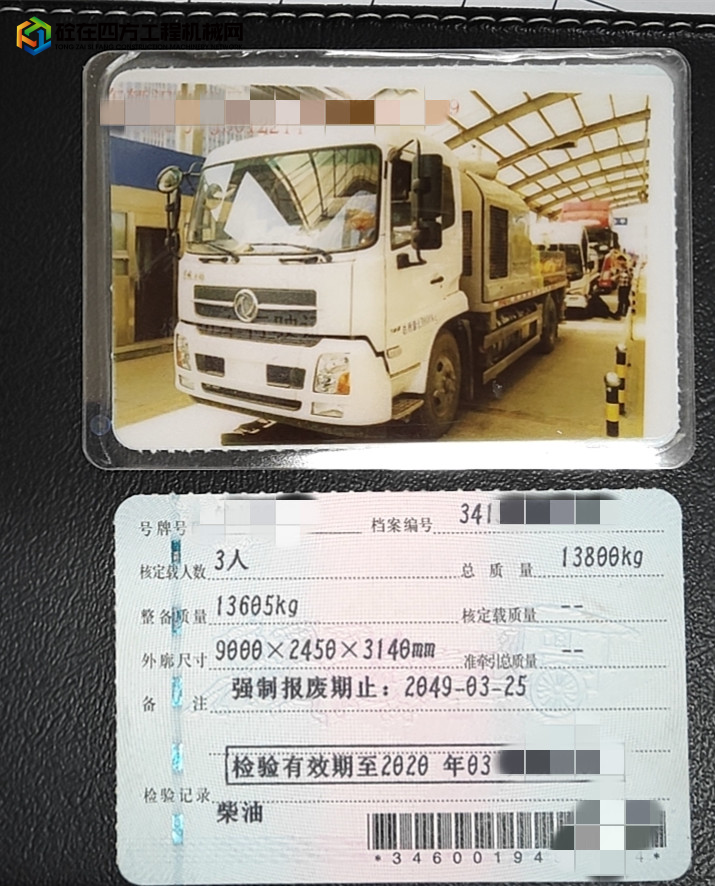 砼在四方工程机械网
号牌号
档案编号 341
核定载人数 3人
总质量 13800kg
整备质量 13605kg
核定载质量 --
外廓尺寸 9000×2450×3140mm
准牵引总质量 --
备注 强制报废期止：2049-03-25
检验有效期至2020 年03
检验记录
柴油
*34600194